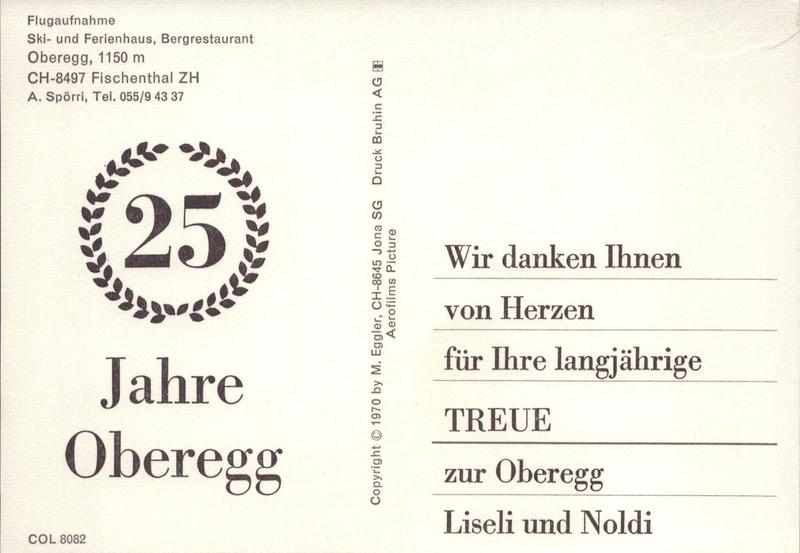 Flugaufnahme
Ski- und Ferienhaus, Bergrestaurant
Oberegg, 1150 m
CH-8497 Fischenthal ZH
A. Spörri, Tel. 055/9 43 37
25
Jahre
Oberegg
COL 8082
Copyright © 1970 by M. Eggler, CH-8645 Jona SG Druck Bruhin AG
Aerofilms Picture
Wir danken Ihnen
von Herzen
für Ihre langjährige
TREUE
zur Oberegg
Liseli und Noldi